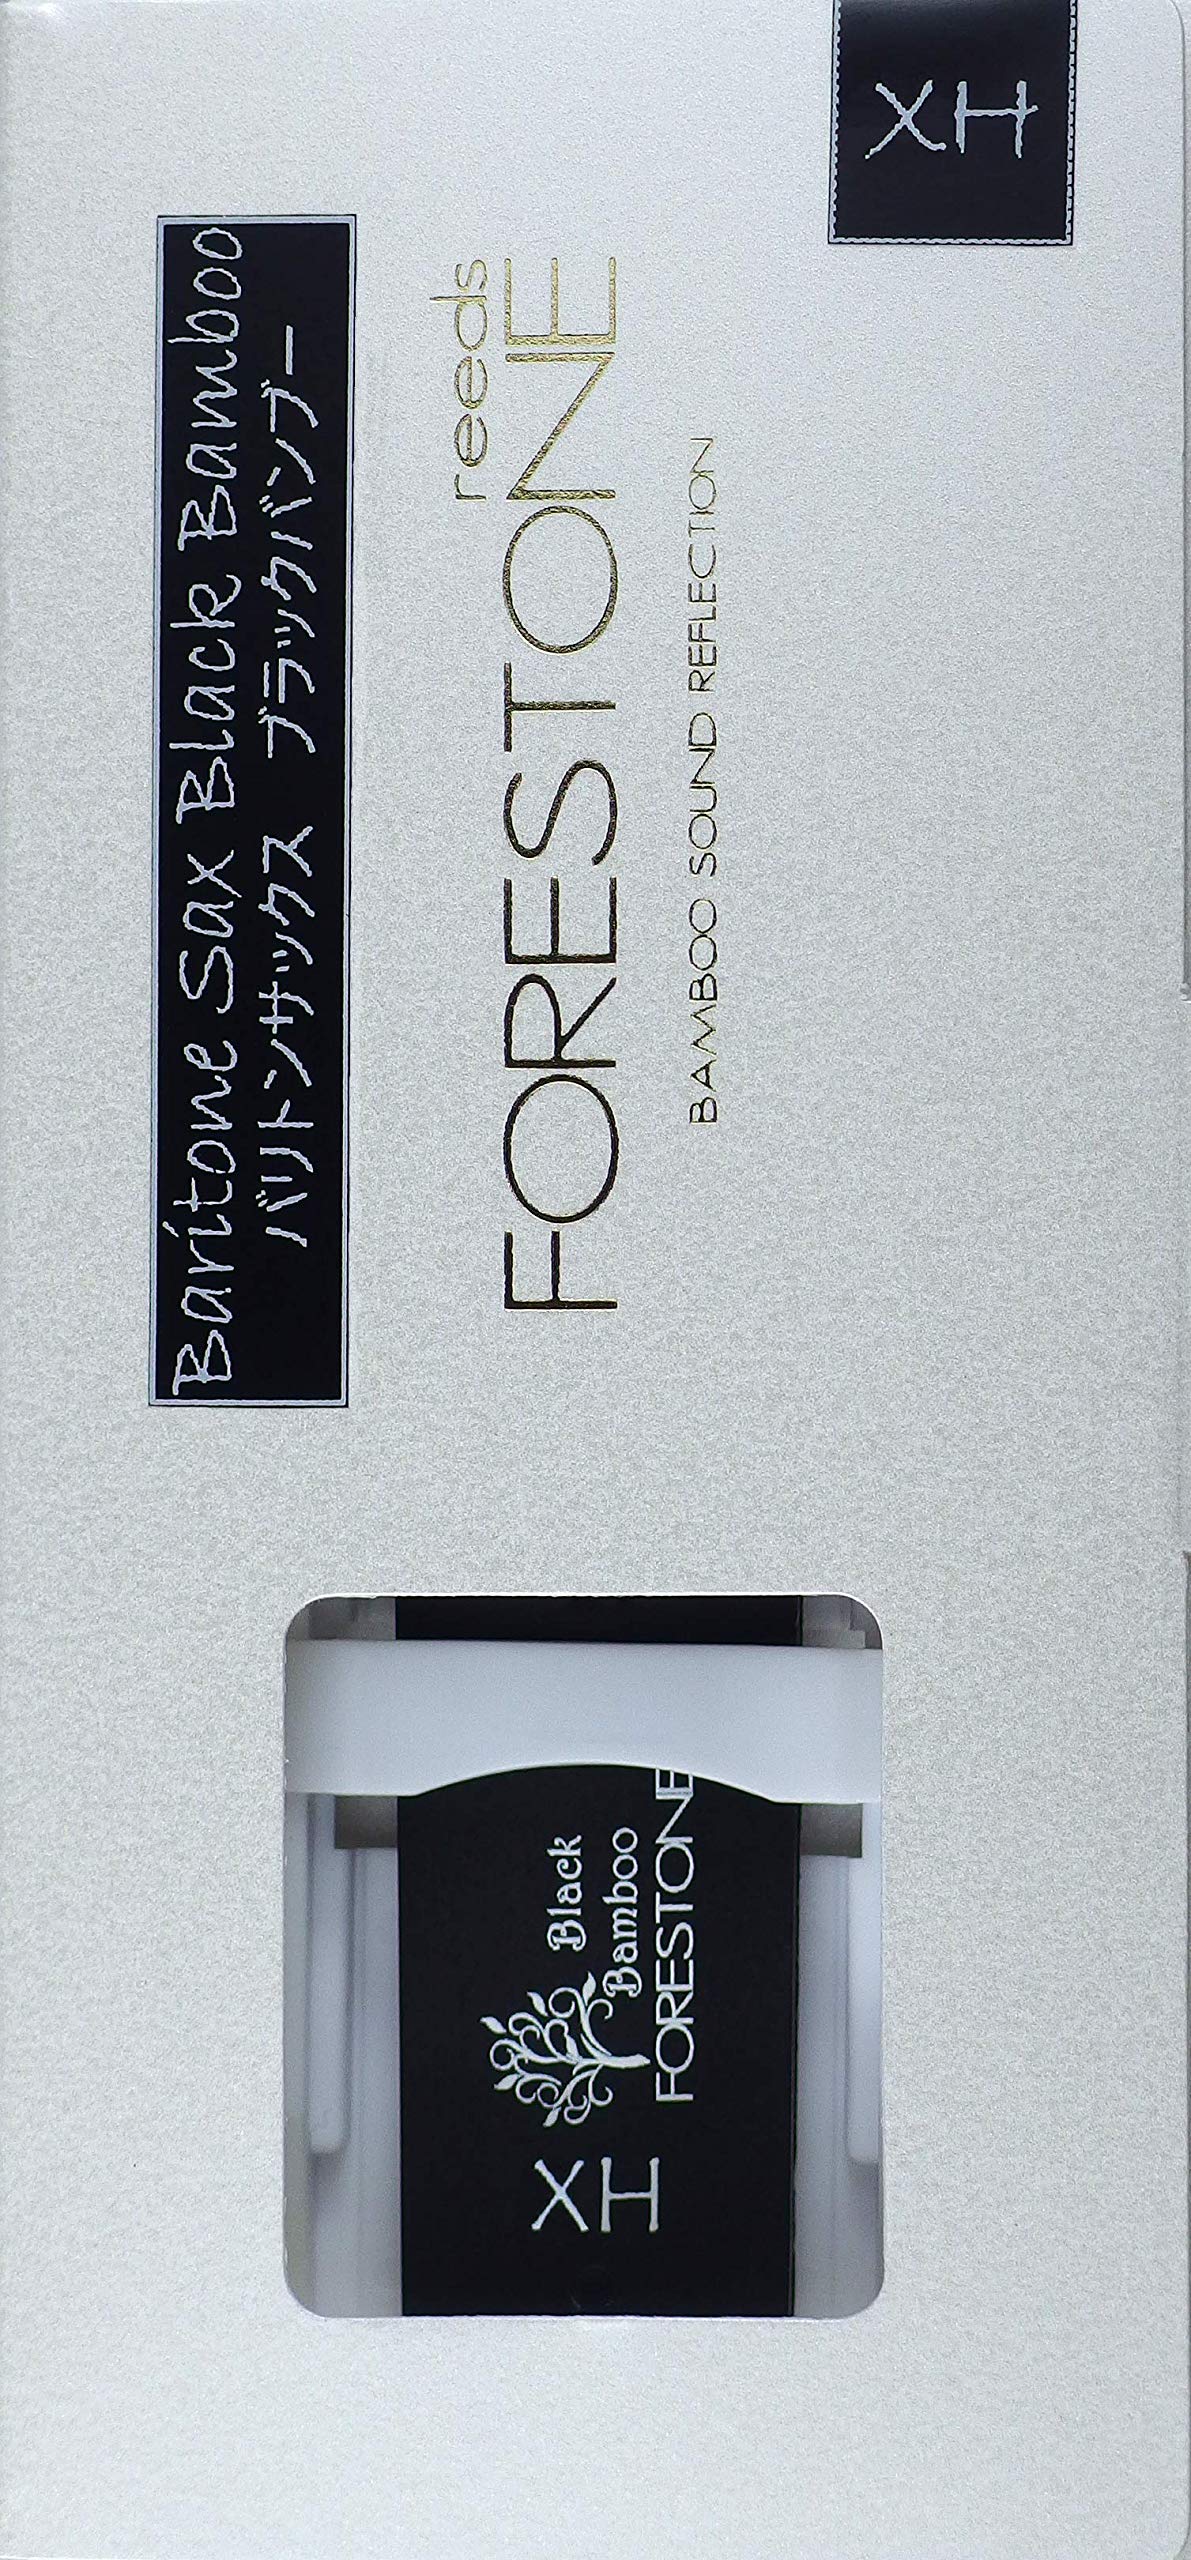 Baritone Sax Black Bamboo
バリトンサックス ブラックバンブー
reeds
FORESTONE
BAMBOO SOUND REFLECTION
XH
XH
Black
Bamboo
FORESTONE